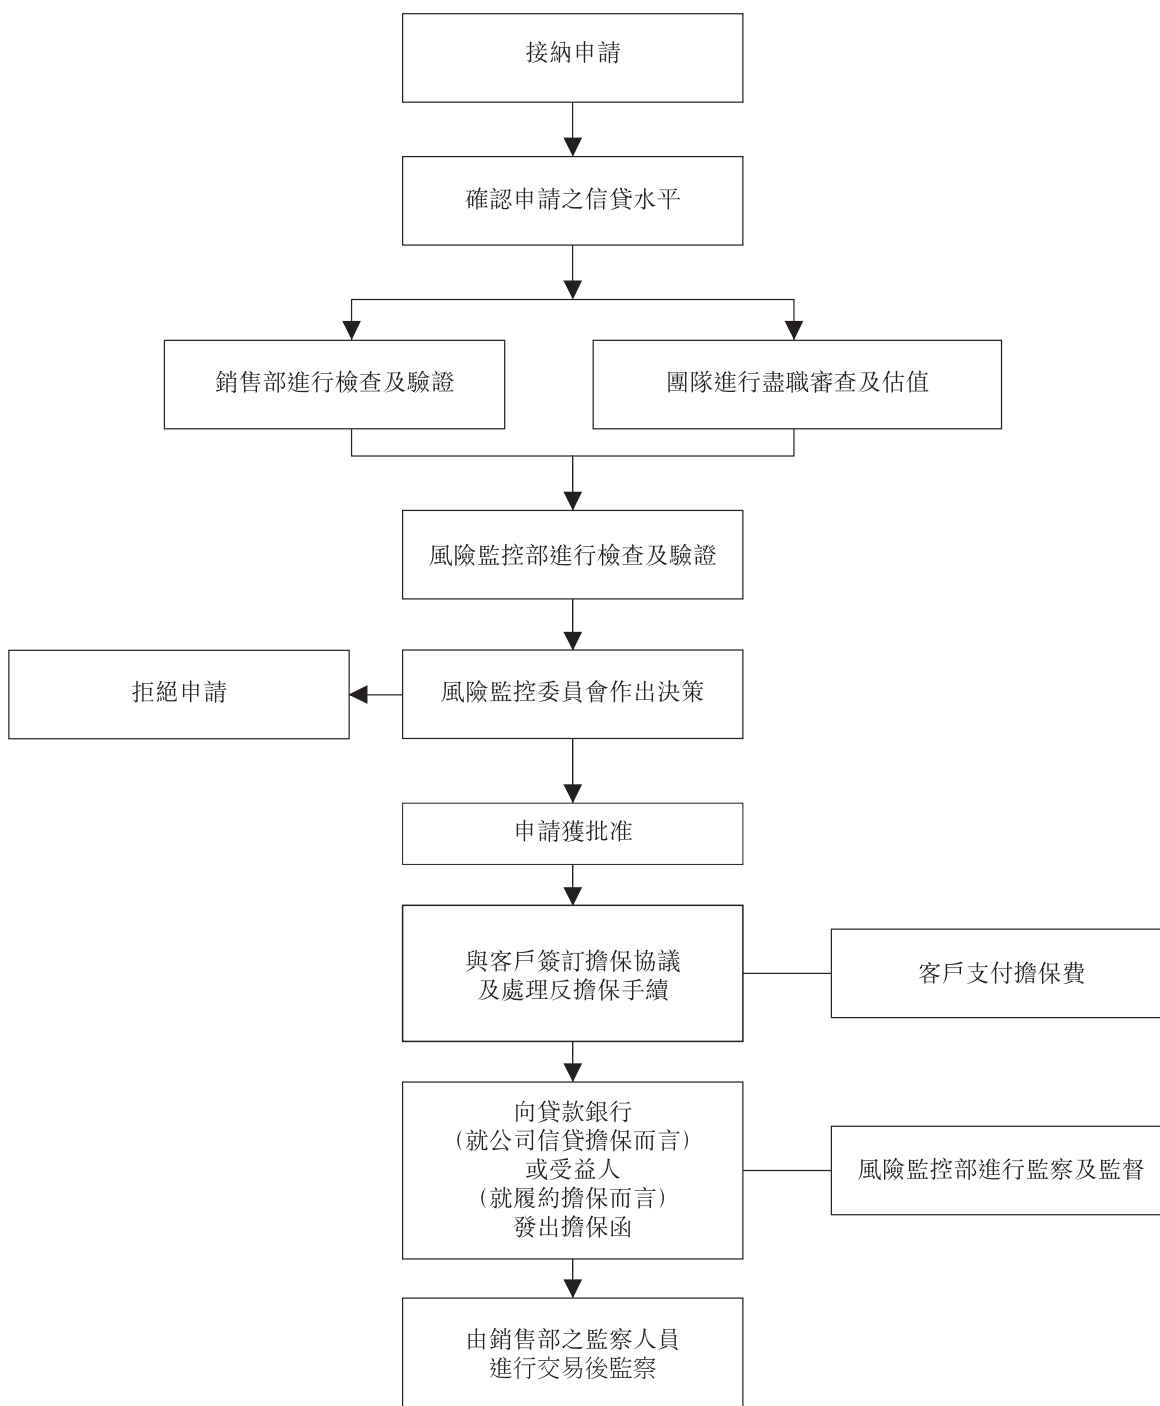 接納申請
確認申請之信貸水平
銷售部進行檢查及驗證
團隊進行盡職審查及估值
風險監控部進行檢查及驗證
拒絕申請
風險監控委員會作出決策
申請獲批准
與客戶簽訂擔保協議
及處理反擔保手續
客戶支付擔保費
向貸款銀行
（就公司信貸擔保而言）
或受益人
（就履約擔保而言）
發出擔保函
風險監控部進行監察及監督
由銷售部之監察人員
進行交易後監察